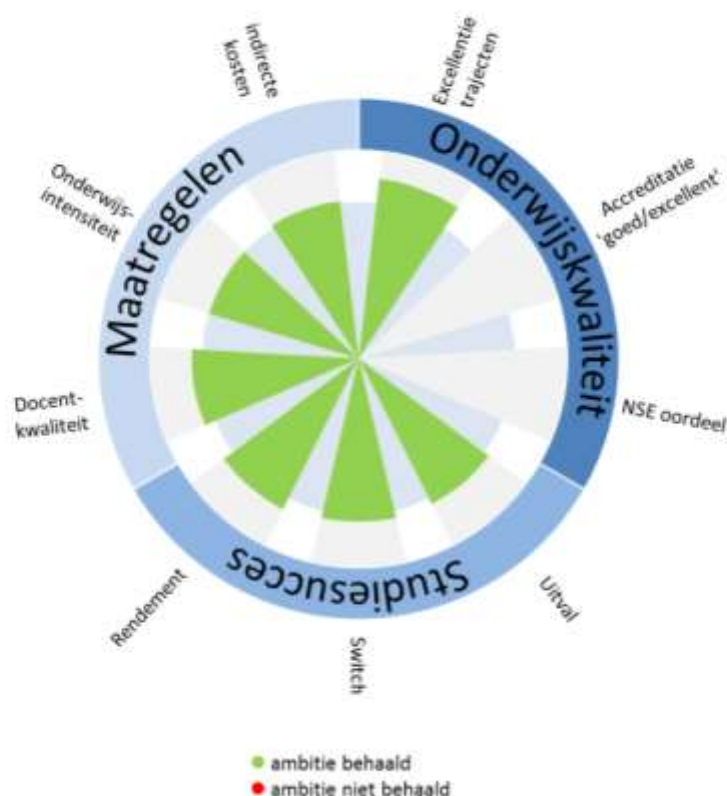 indirecte
kosten
Excellentie
trajecten
Onderwijs-
intensiteit
Maatregelen
Onderwijskwaliteit
Accreditatie
'goed/excellent'
Docent-
kwaliteit
NSE oordeel
Studiesucces
Rendement
Switch
Uitval
ambitie behaald
ambitie niet behaald